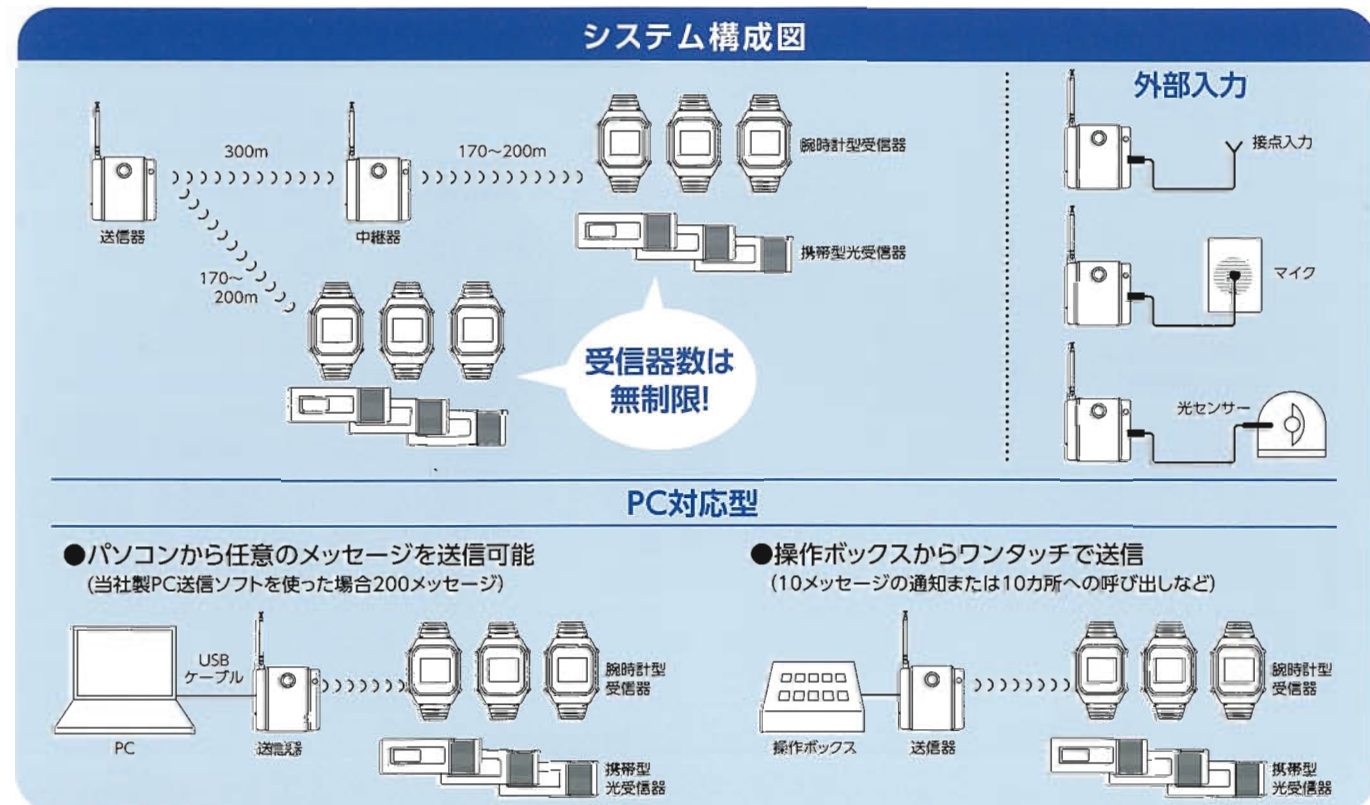 システム構成図
300m
170〜200m
腕時計型受信器
送信器
中継器
携帯型光受信器
170〜
200m
受信器数は
無制限!
外部入力
接点入力
マイク
光センサー
PC対応型
●パソコンから任意のメッセージを送信可能
(当社製PC送信ソフトを使った場合200メッセージ)
USB
ケーブル
腕時計型
受信器
PC
送信器
携帯型
光受信器
●操作ボックスからワンタッチで送信
(10メッセージの通知または10カ所への呼び出しなど)
腕時計型
受信器
操作ボックス
送信器
携帯型
光受信器